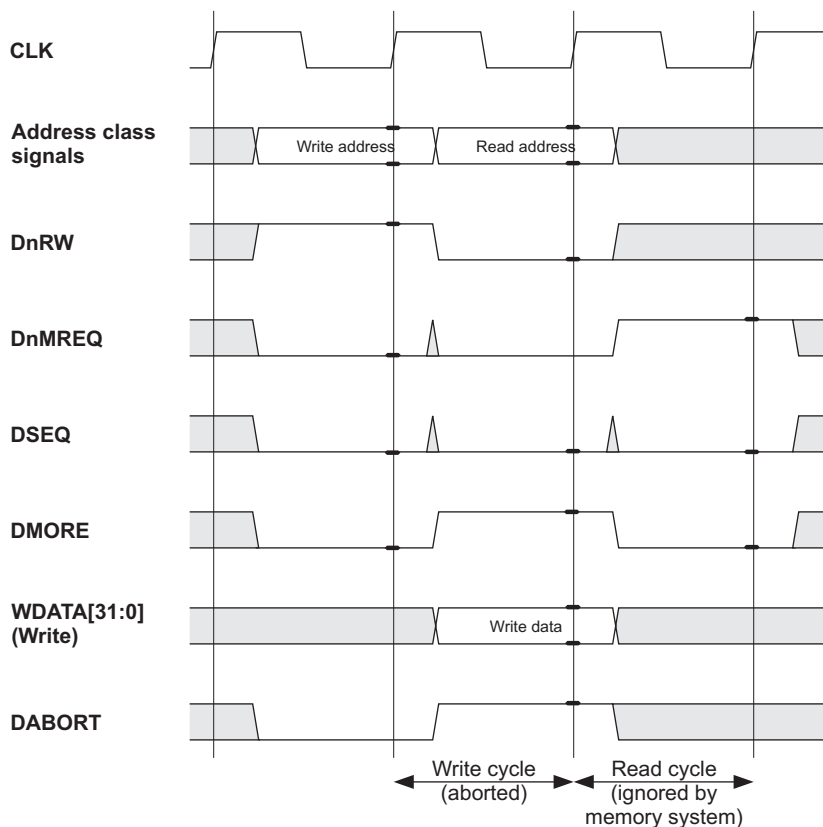 CLK
Address class
signals
Write address
Read address
DnRW
DnMREQ
DSEQ
DMORE
WDATA[31:0]
(Write)
Write data
DABORT
Write cycle
(aborted)
Read cycle
(ignored by
memory system)